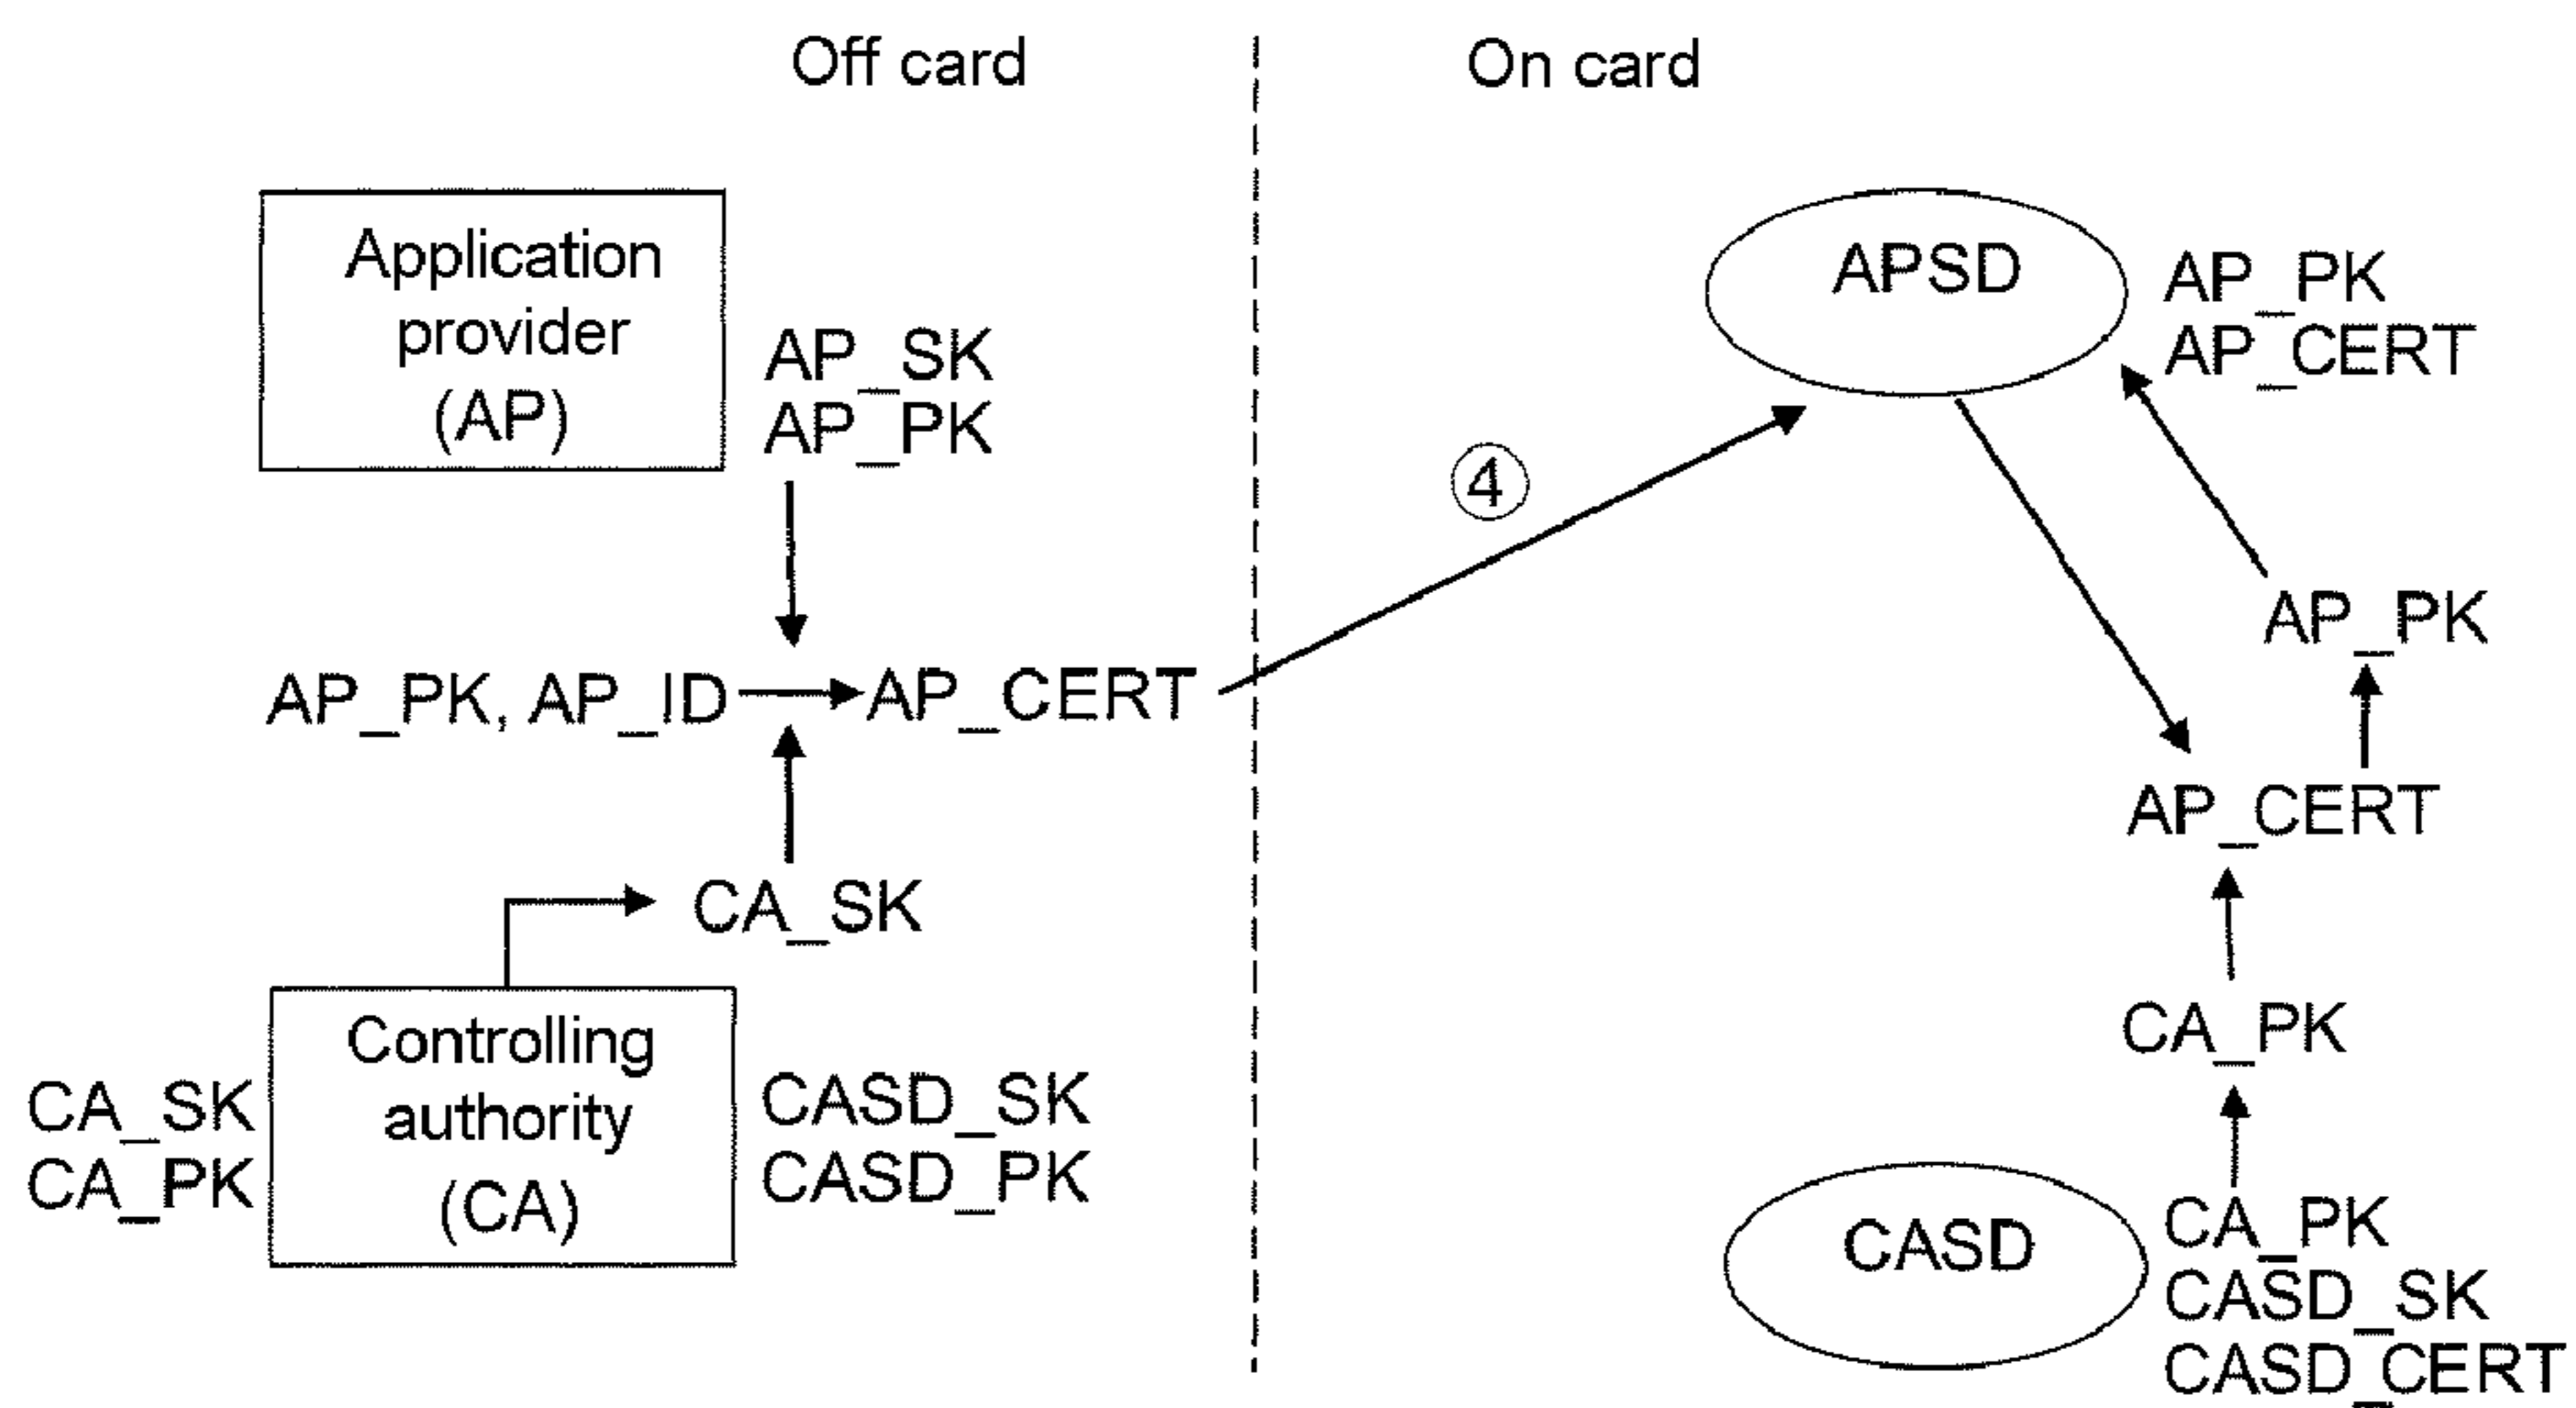 Off card
On card
Application
provider
(AP)
AP_SK
AP_PK
APSD
AP_PK
AP_CERT
④
AP_PK
AP_PK, AP_ID
AP_CERT
AP_CERT
CA_SK
CA_PK
Controlling
authority
(CA)
CA_SK
CA_PK
CASD_SK
CASD_PK
CASD
CA_PK
CASD_SK
CASD_CERT